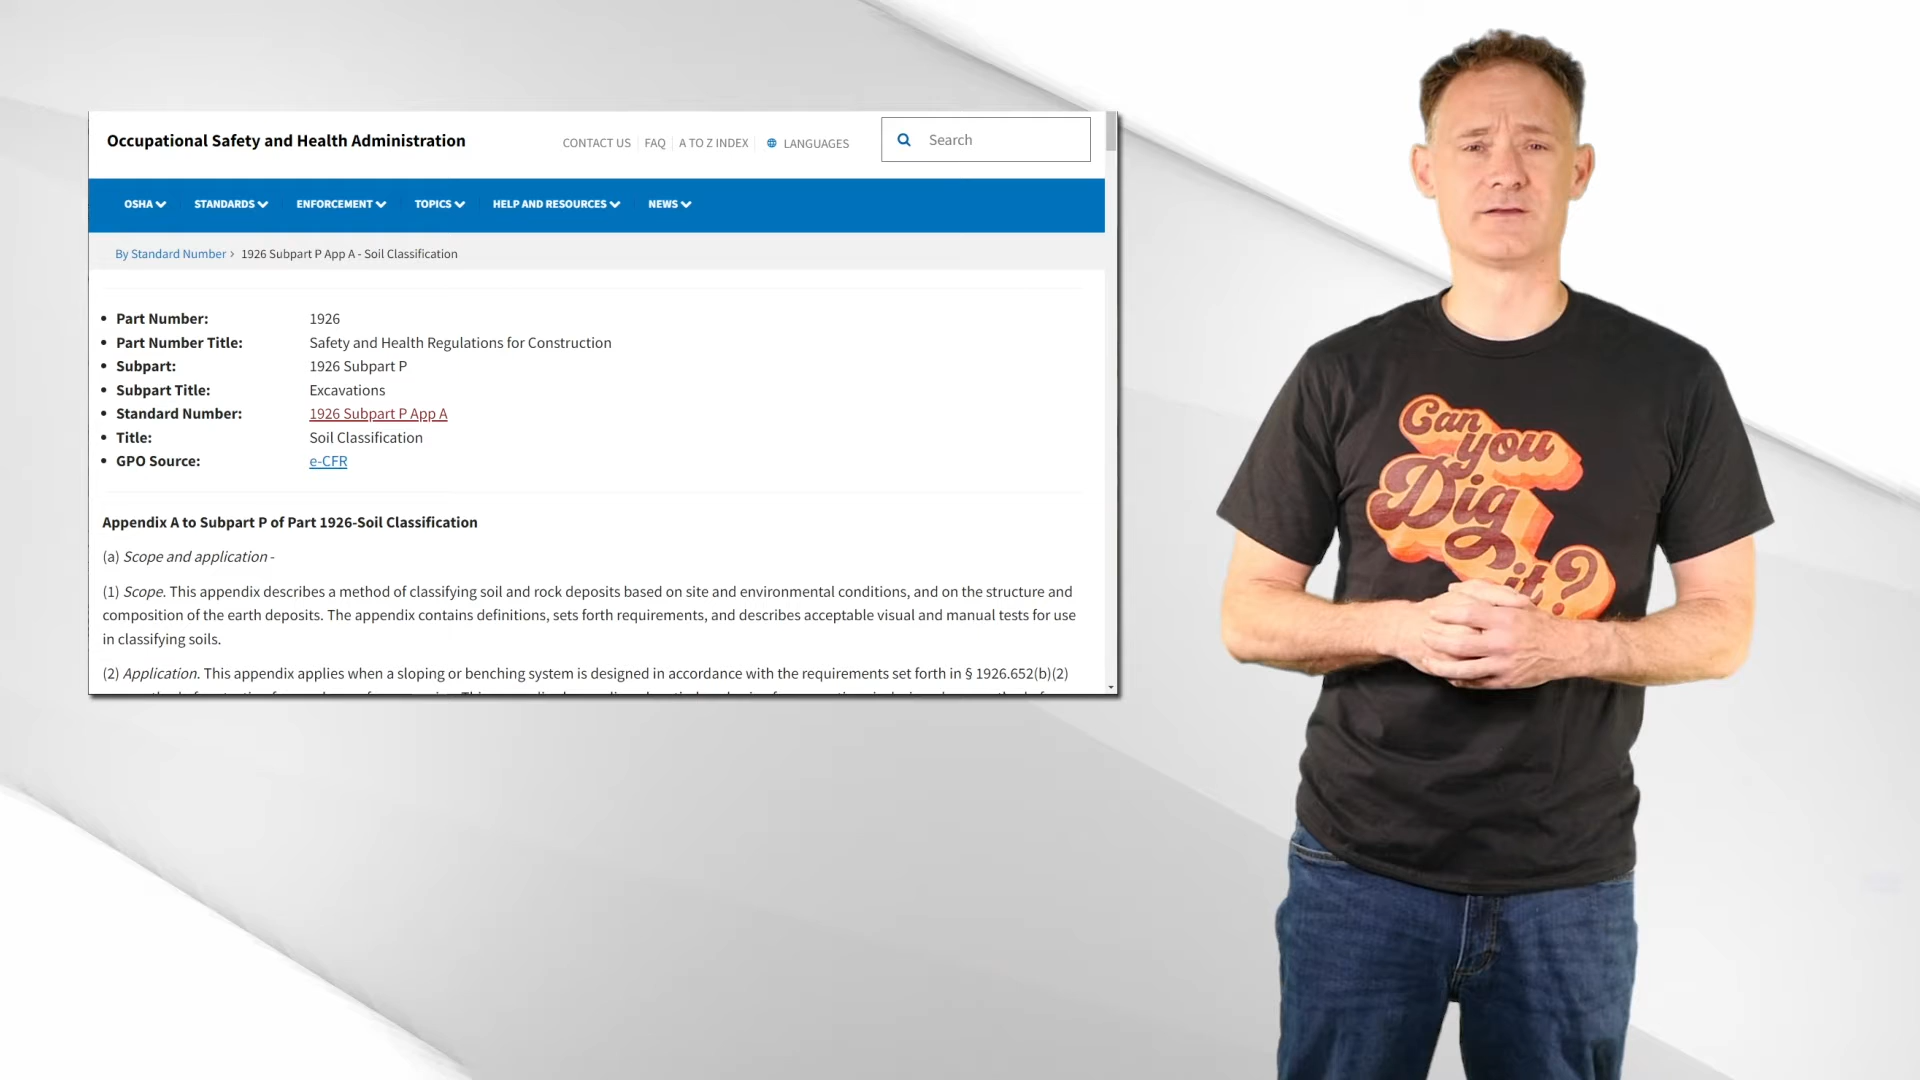 Occupational Safety and Health Administration
CONTACT US FAQ A TO Z INDEX LANGUAGES
Search
OSHA STANDARDS ENFORCEMENT TOPICS HELP AND RESOURCES NEWS
By Standard Number › 1926 Subpart P App A - Soil Classification
• Part Number: 1926
• Part Number Title: Safety and Health Regulations for Construction
• Subpart: 1926 Subpart P
• Subpart Title: Excavations
• Standard Number: 1926 Subpart P App A
• Title: Soil Classification
• GPO Source: e-CFR
Appendix A to Subpart P of Part 1926-Soil Classification
(a) Scope and application -
(1) Scope. This appendix describes a method of classifying soil and rock deposits based on site and environmental conditions, and on the structure and
composition of the earth deposits. The appendix contains definitions, sets forth requirements, and describes acceptable visual and manual tests for use
in classifying soils.
(2) Application. This appendix applies when a sloping or benching system is designed in accordance with the requirements set forth in § 1926.652(b)(2)
Can
you
Dig
it?